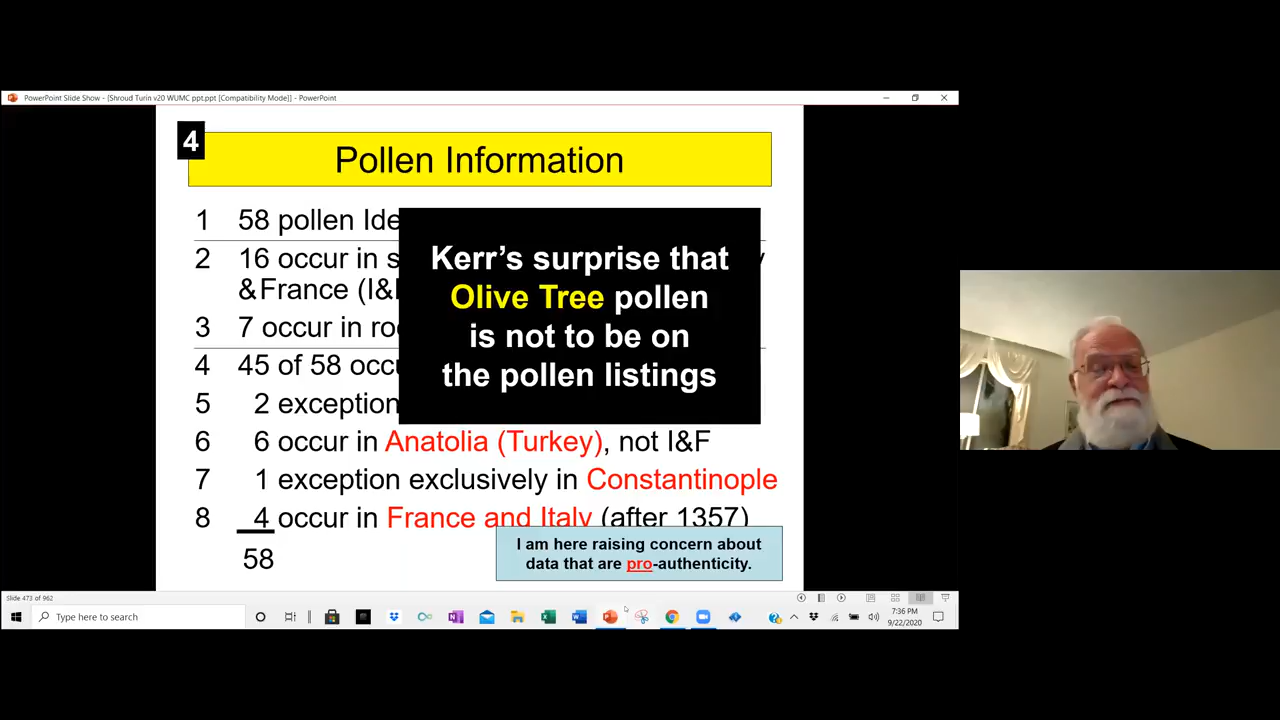 PowerPoint Slide Show - [Shroud Turin v20 WUMC ppt.ppt [Compatibility Mode]] - PowerPoint
4
Pollen Information
1 58 pollen Ide
2 16 occur in s
&France (I&
3 7 occur in ro
4 45 of 58 occu
5 2 exception
6 6 occur in Anatolia (Turkey), not I&F
7 1 exception exclusively in Constantinople
8 4 occur in France and Italy (after 1357)
58
Kerr's surprise that
Olive Tree pollen
is not to be on
the pollen listings
I am here raising concern about
data that are pro-authenticity.
Slide 473 of 962
Type here to search
7:36 PM
9/22/2020